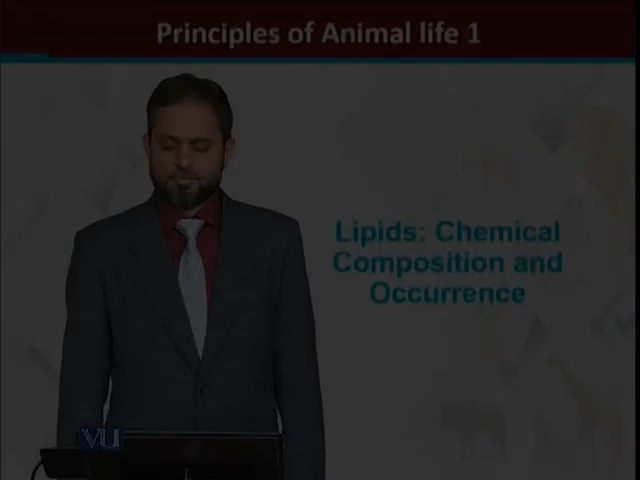 Principles of Animal life 1
Lipids: Chemical
Composition and
Occurrence
VU